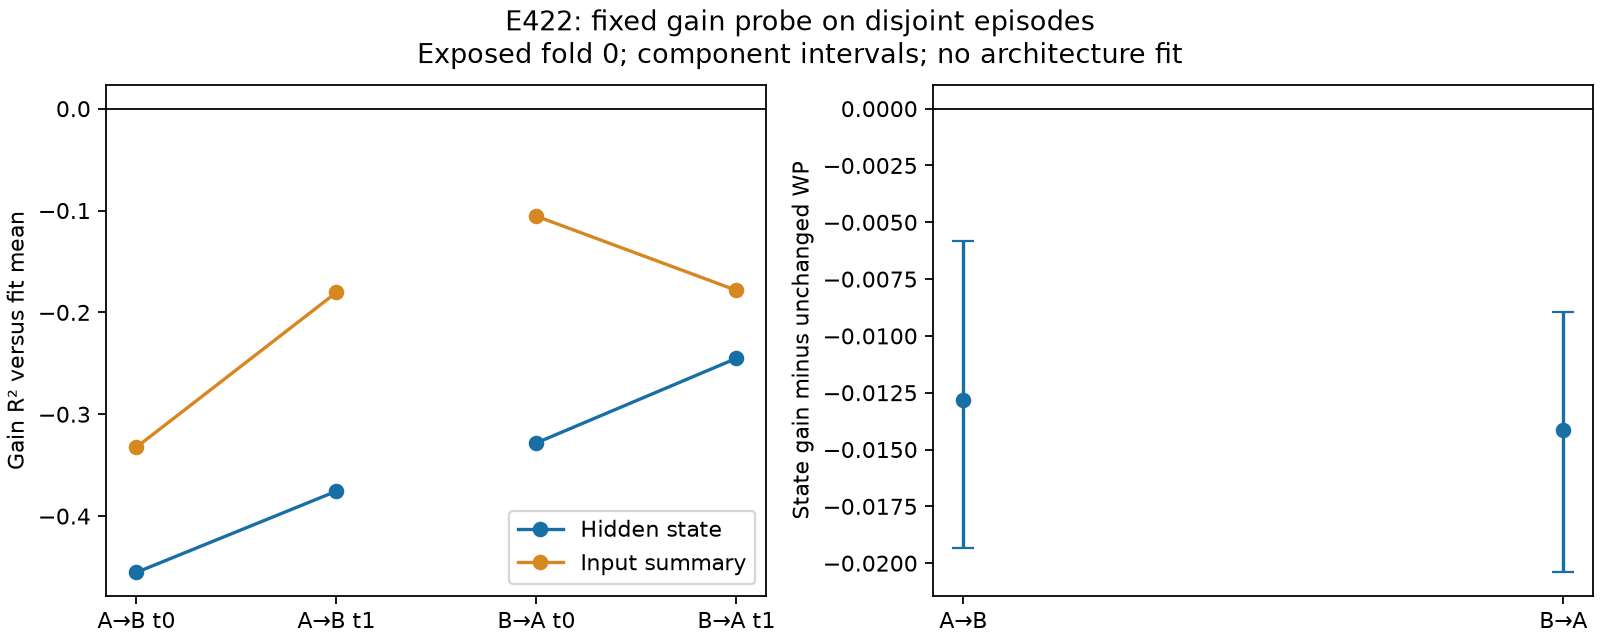 E422: fixed gain probe on disjoint episodes
Exposed fold 0; component intervals; no architecture fit
Gain R² versus fit mean
0.0
−0.1
−0.2
−0.3
−0.4
Hidden state
Input summary
A→B t0
A→B t1
B→A t0
B→A t1
State gain minus unchanged WP
0.0000
−0.0025
−0.0050
−0.0075
−0.0100
−0.0125
−0.0150
−0.0175
−0.0200
A→B
B→A